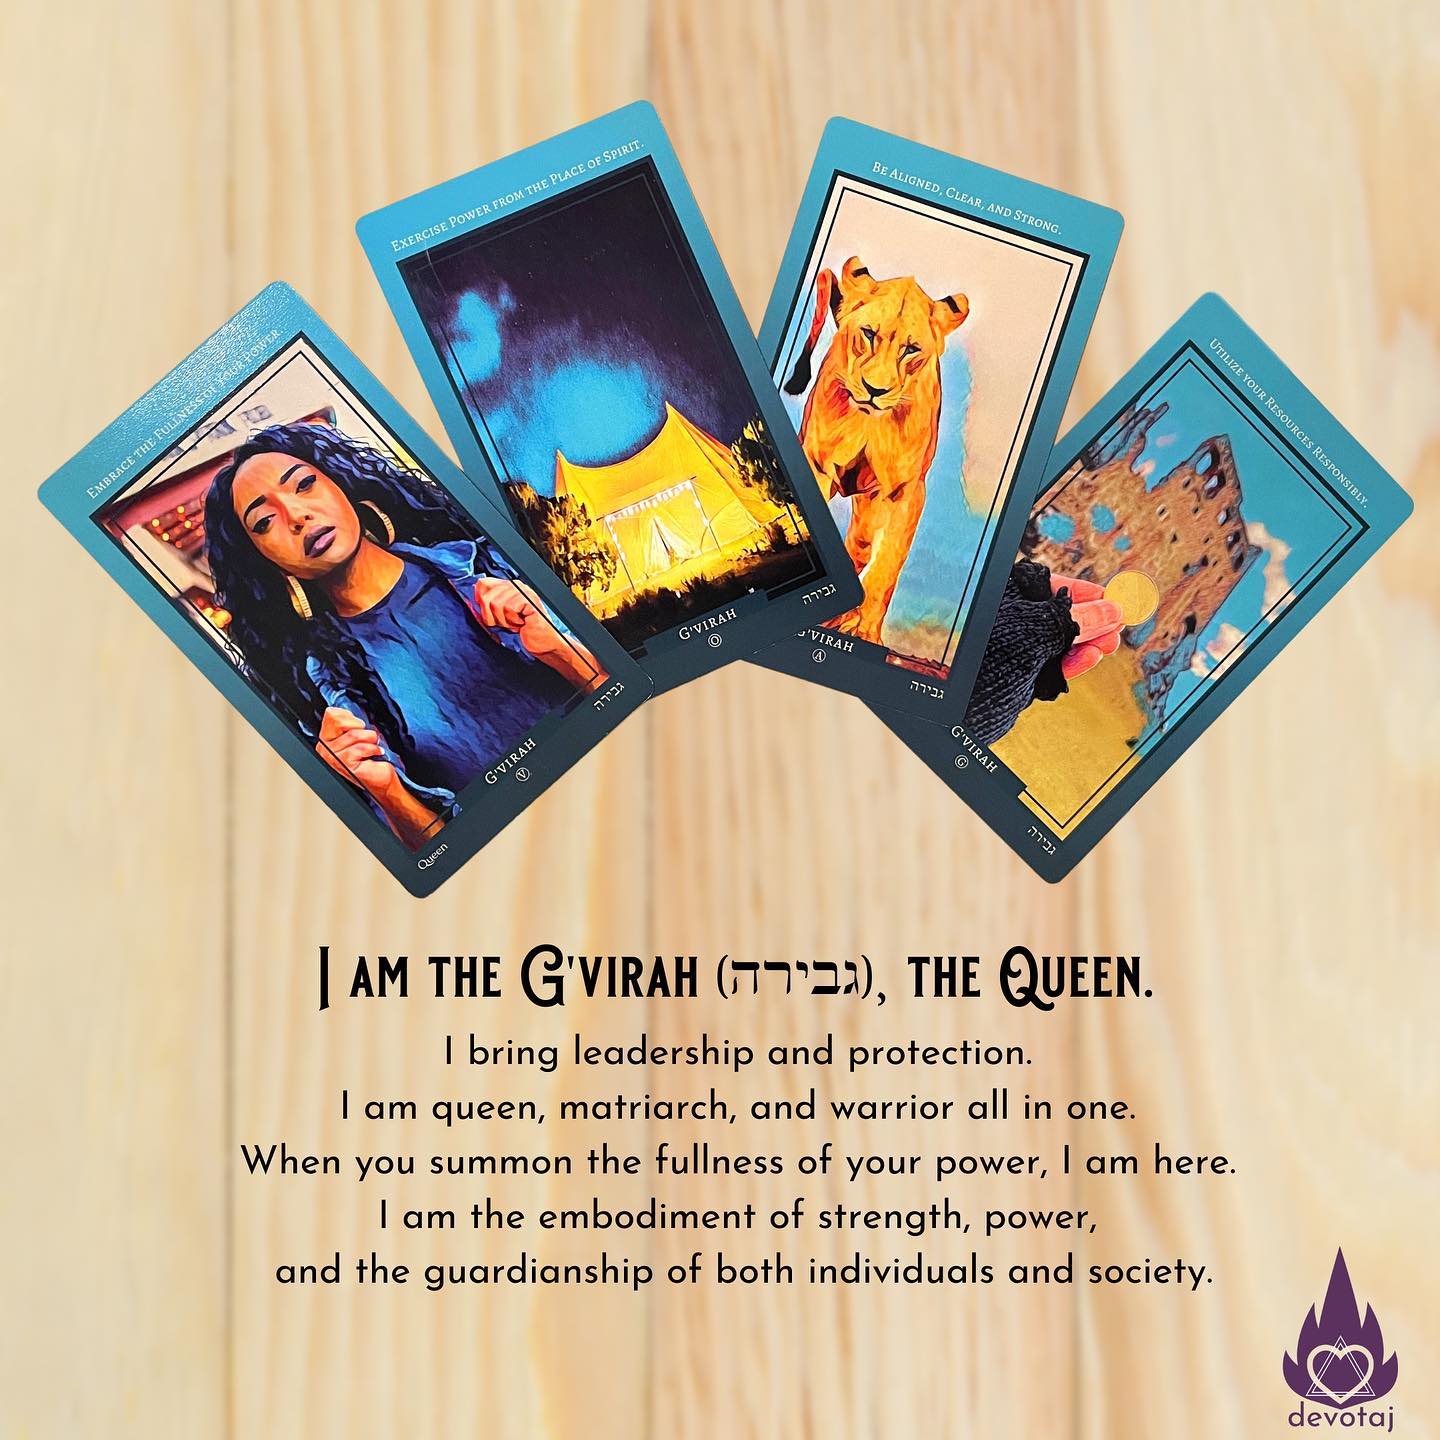 Embrace the Fullness of Your Power.
G'virah
V
גבירה
Queen
Exercise Power from the Place of Spirit.
G'virah
O
גבירה
Be Aligned, Clear, and Strong.
G'virah
A
גבירה
Utilize your Resources Responsibly.
G'virah
G
גבירה
I am the G'virah (גבירה), the Queen.
I bring leadership and protection.
I am queen, matriarch, and warrior all in one.
When you summon the fullness of your power, I am here.
I am the embodiment of strength, power,
and the guardianship of both individuals and society.
devotaj